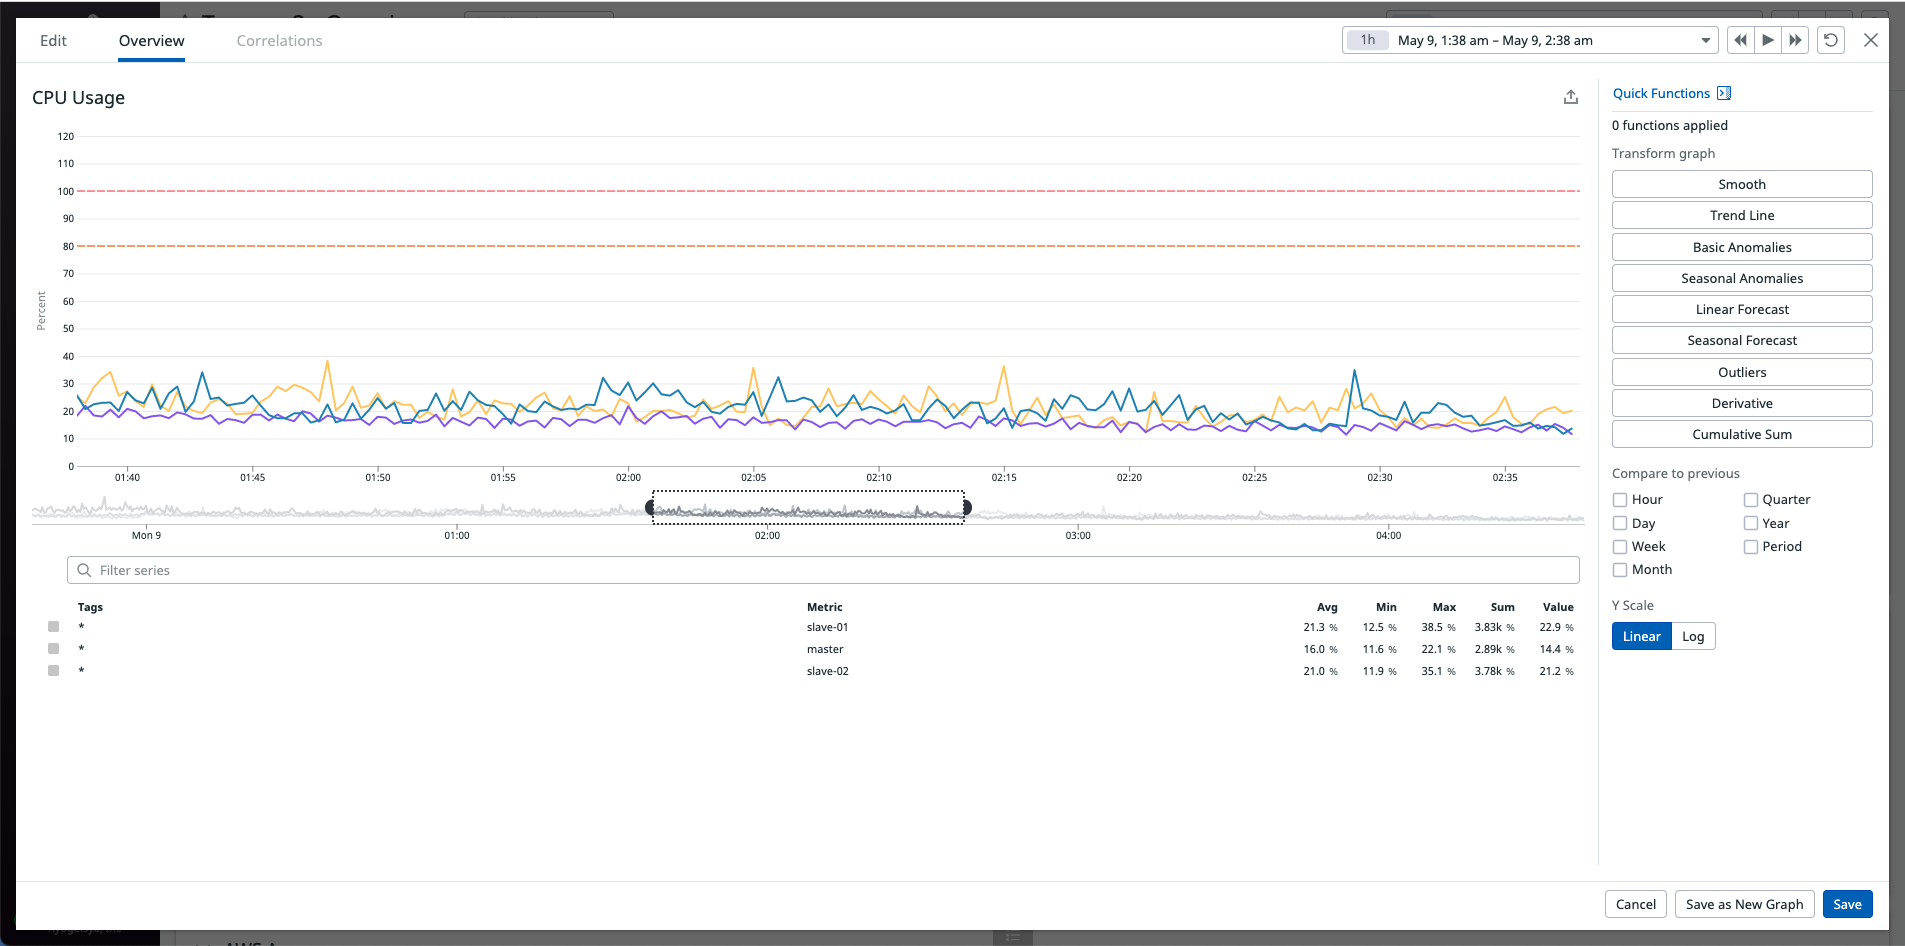 Edit Overview Correlations 1h May 9, 1:38 am – May 9, 2:38 am
CPU Usage
Quick Functions
0 functions applied
Transform graph
Smooth
Trend Line
Basic Anomalies
Seasonal Anomalies
Linear Forecast
Seasonal Forecast
Outliers
Derivative
Cumulative Sum
Compare to previous
Hour Quarter
Day Year
Week Period
Month
Y Scale
Linear Log
Percent
120
110
100
90
80
70
60
50
40
30
20
10
0
01:40 01:45 01:50 01:55 02:00 02:05 02:10 02:15 02:20 02:25 02:30 02:35
Mon 9 01:00 02:00 03:00 04:00
Filter series
Tags Metric Avg Min Max Sum Value
* slave-01 21.3 % 12.5 % 38.5 % 3.83k % 22.9 %
* master 16.0 % 11.6 % 22.1 % 2.89k % 14.4 %
* slave-02 21.0 % 11.9 % 35.1 % 3.78k % 21.2 %
Cancel Save as New Graph Save